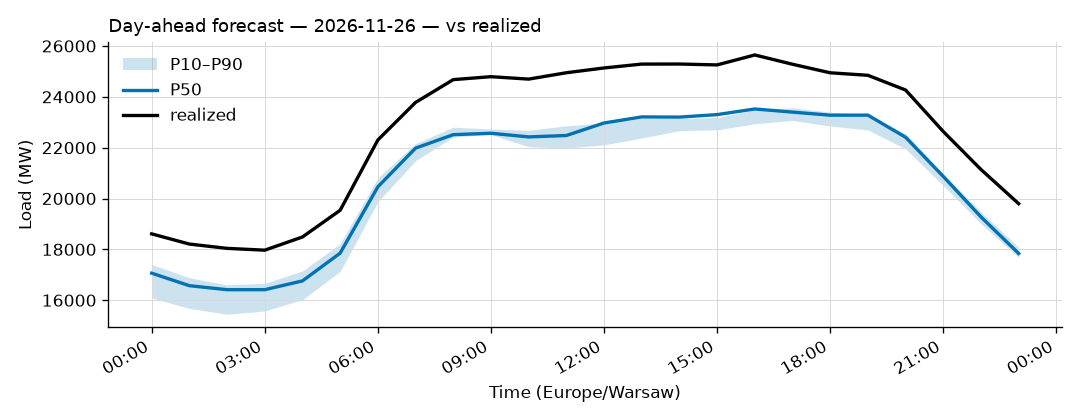 Day-ahead forecast — 2026-11-26 — vs realized
26000
24000
22000
20000
18000
16000
Load (MW)
P10–P90
P50
realized
00:00
03:00
06:00
09:00
12:00
15:00
18:00
21:00
00:00
Time (Europe/Warsaw)